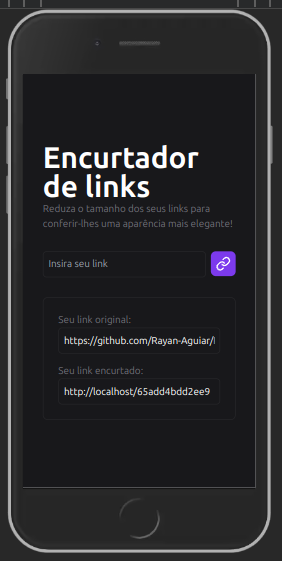 Encurtador
de links
Reduza o tamanho dos seus links para
conferir-lhes uma aparência mais elegante!
Insira seu link
Seu link original:
https://github.com/Rayan-Aguiar/
Seu link encurtado:
http://localhost/65add4bdd2ee9